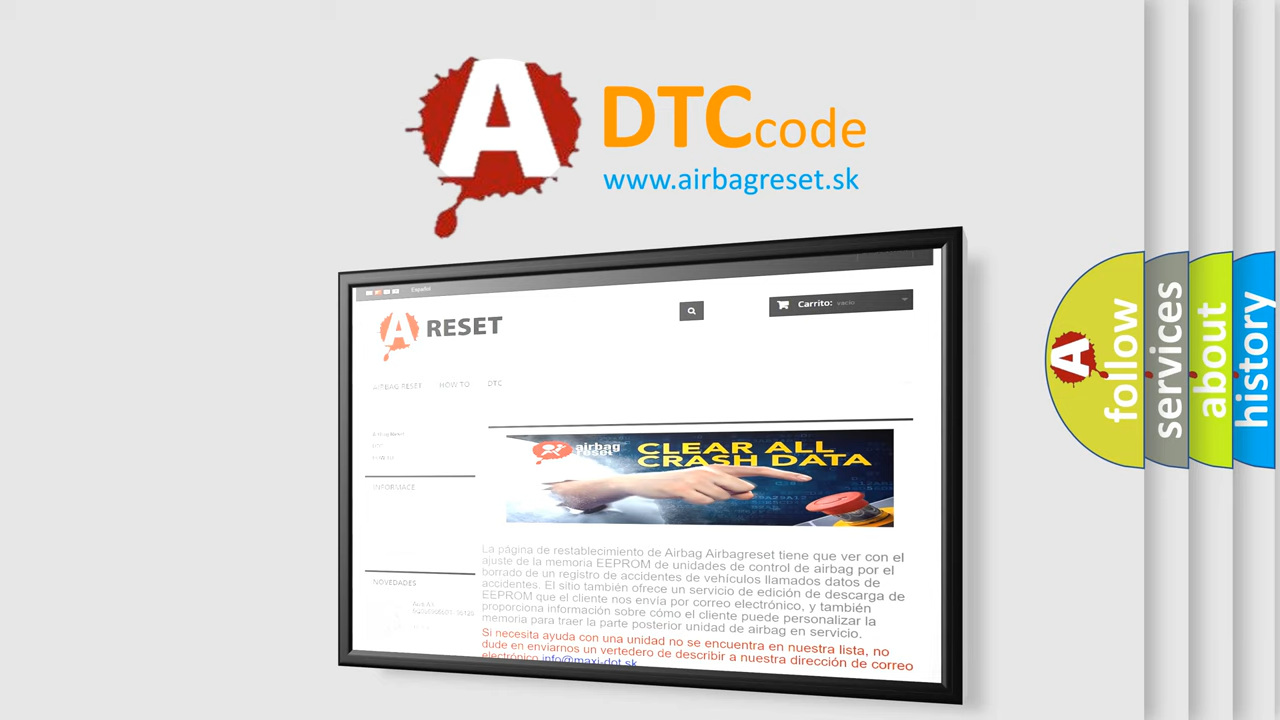 A DTCcode
www.airbagreset.sk
Español
A RESET
Carrito: vacío
AIRBAG RESET HOW TO DTC
INFORMACE
CLEAR ALL
CRASH DATA
airbag
reset
La página de restablecimiento de Airbag Airbagreset tiene que ver con el
ajuste de la memoria EEPROM de unidades de control de airbag por el
borrado de un registro de accidentes de vehículos llamados datos de
accidentes. El sitio también ofrece un servicio de edición de descarga de
EEPROM que el cliente nos envía por correo electrónico, y también
proporciona información sobre cómo el cliente puede personalizar la
memoria para traer la parte posterior unidad de airbag en servicio.
Si necesita ayuda con una unidad no se encuentra en nuestra lista, no
dude en enviarnos un vertedero de describir a nuestra dirección de correo
electrónico info@maxi-dot.sk
NOVEDADES
A
follow
services
about
history